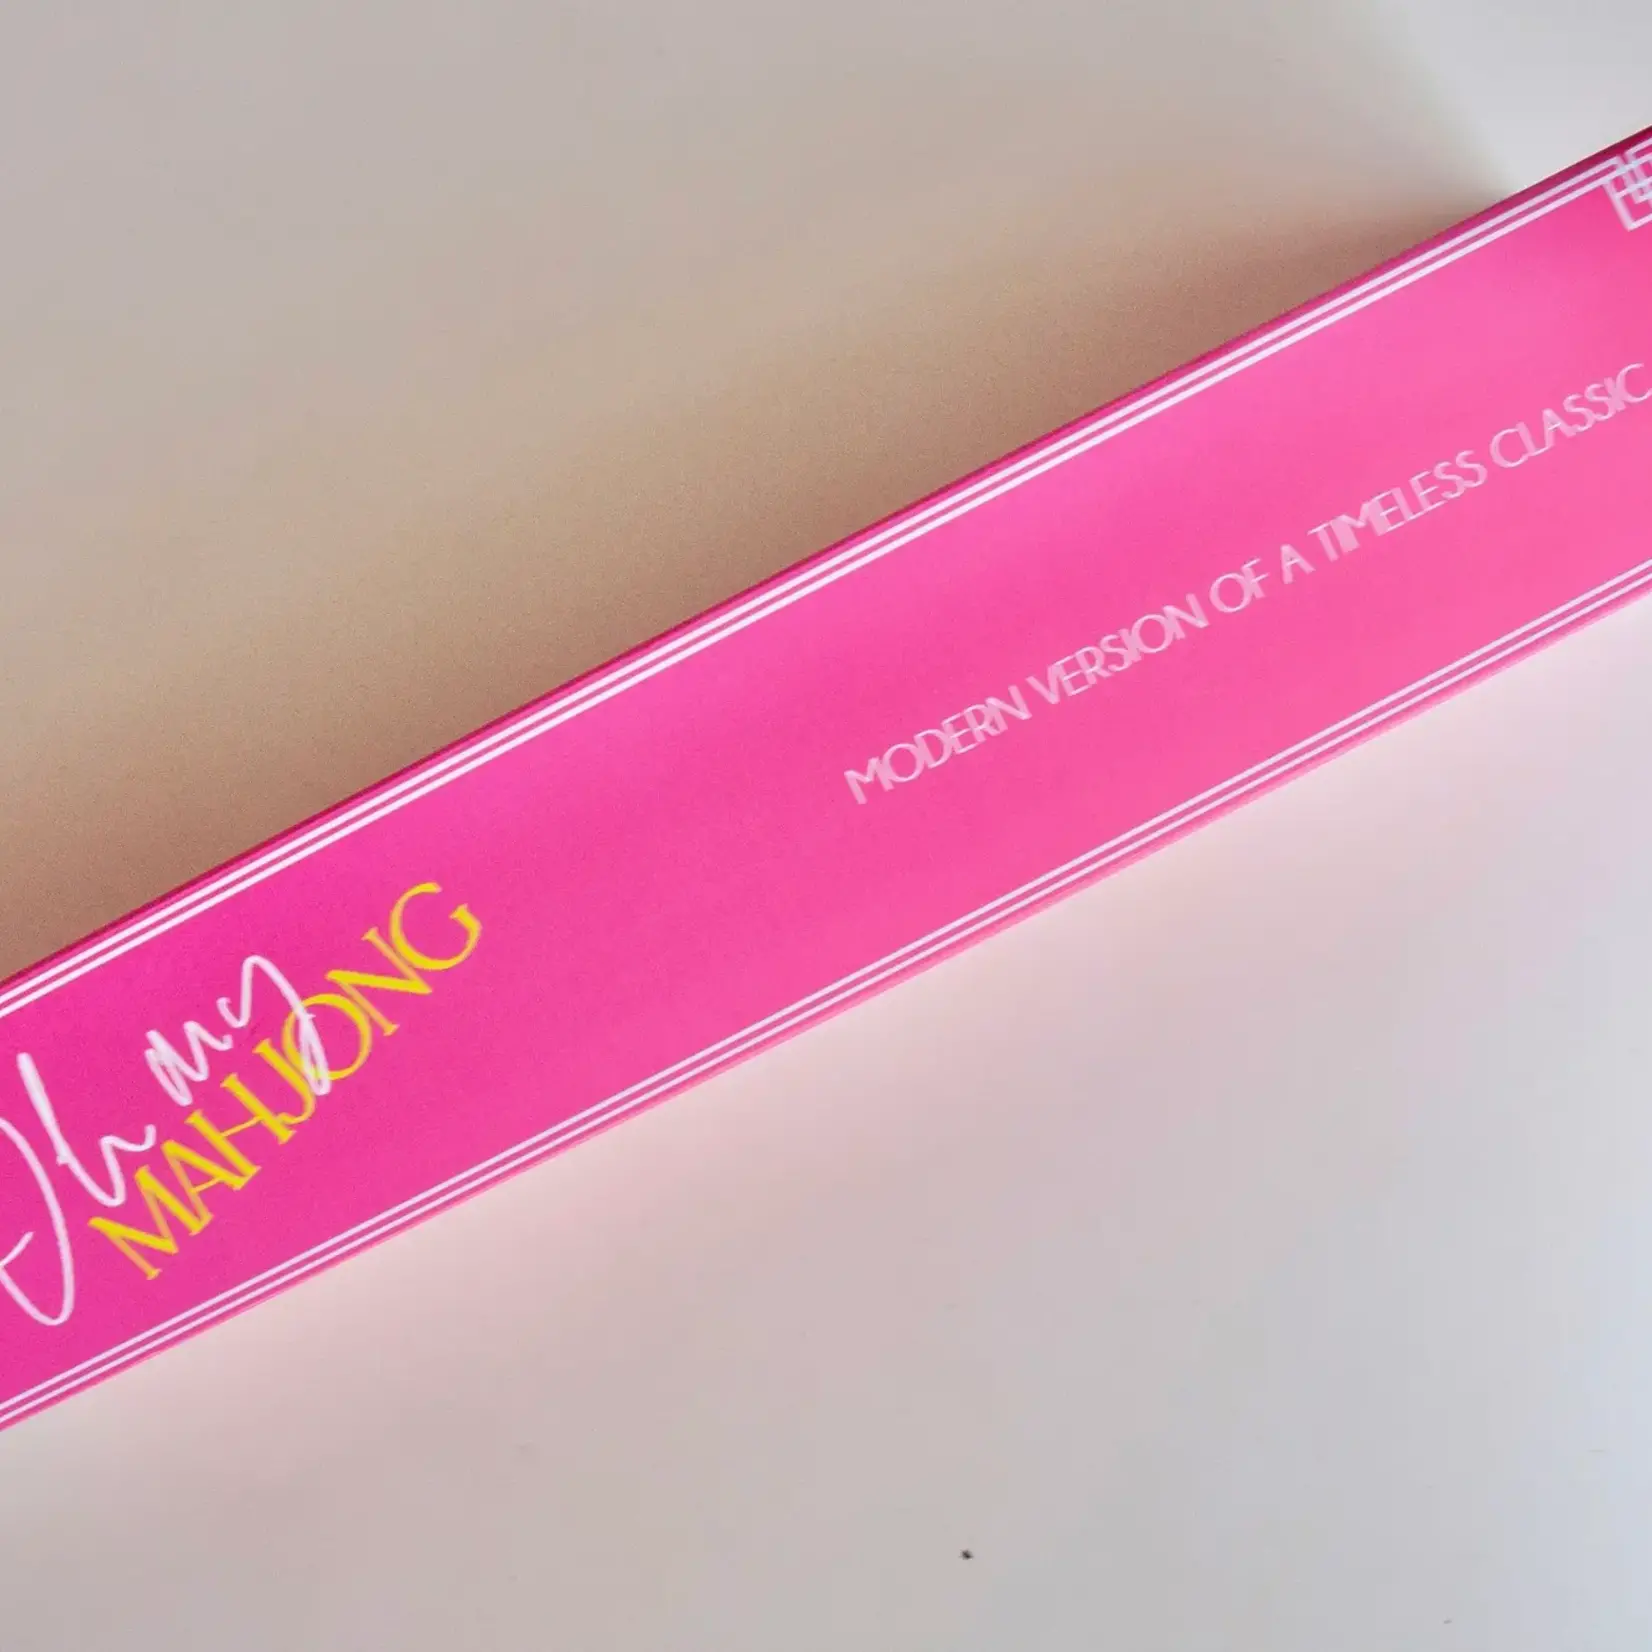 Oh my
MAHJONG
MODERN VERSION OF A TIMELESS CLASSIC